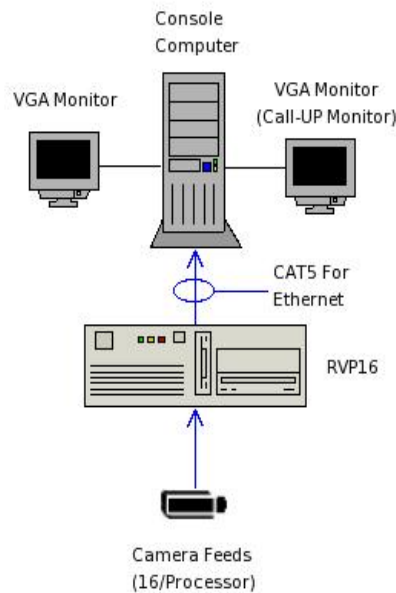 Console
Computer
VGA Monitor
VGA Monitor
(Call-UP Monitor)
CAT5 For
Ethernet
RVP16
Camera Feeds
(16/Processor)